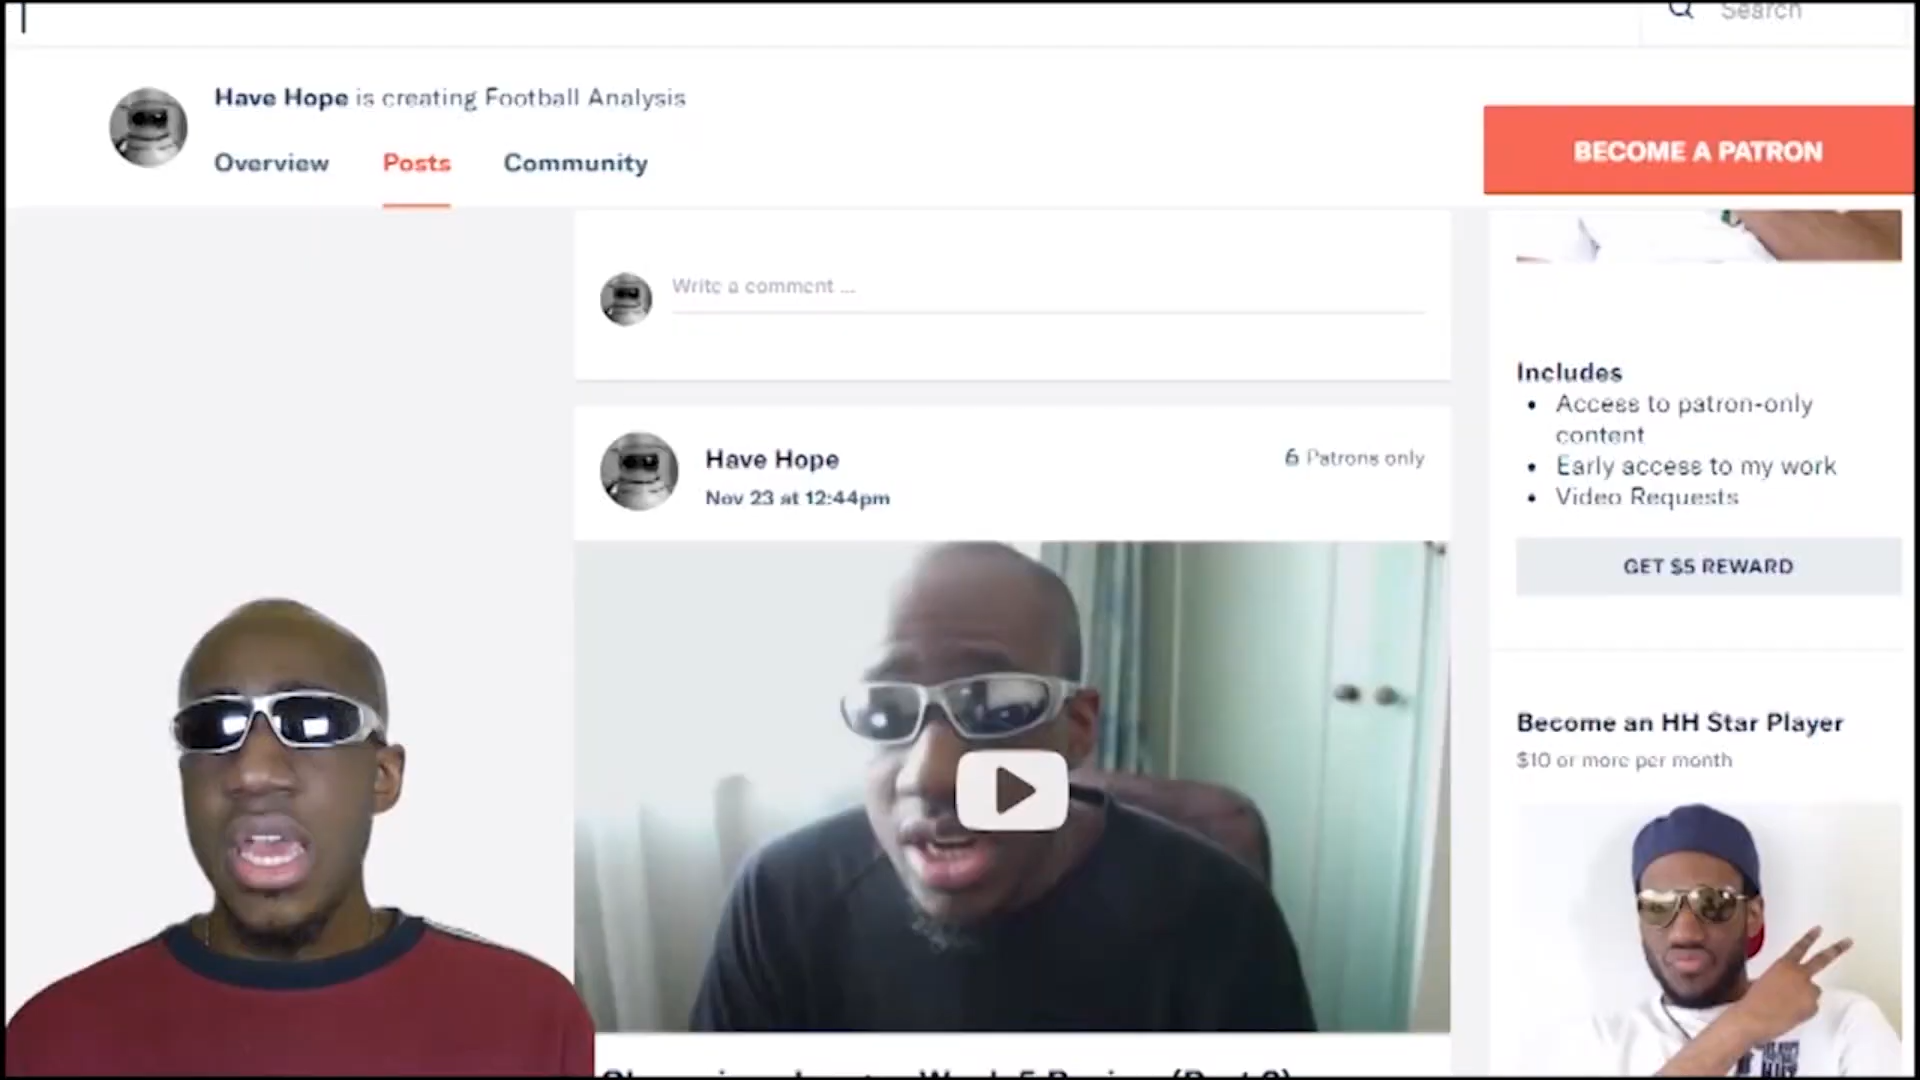 Search
Have Hope is creating Football Analysis
Overview Posts Community
BECOME A PATRON
Write a comment ...
Have Hope
6 Patrons only
Nov 23 at 12:44pm
Includes
• Access to patron-only
content
• Early access to my work
• Video Requests
GET $5 REWARD
Become an HH Star Player
$10 or more per month